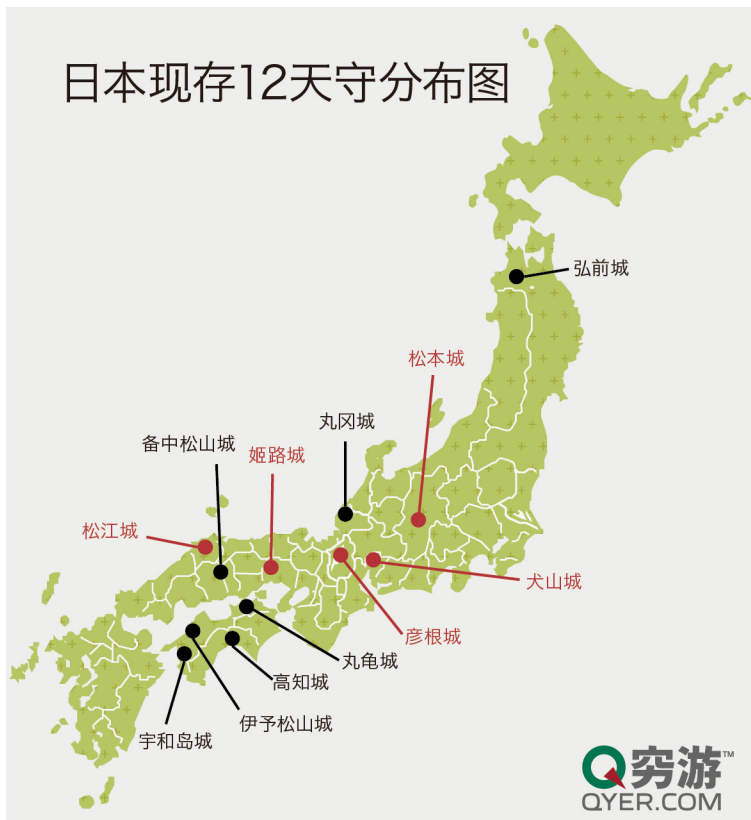 日本现存12天守分布图
弘前城
松本城
丸冈城
备中松山城
姬路城
松江城
犬山城
彦根城
丸龟城
高知城
伊予松山城
宇和岛城
穷游™
QYER.COM